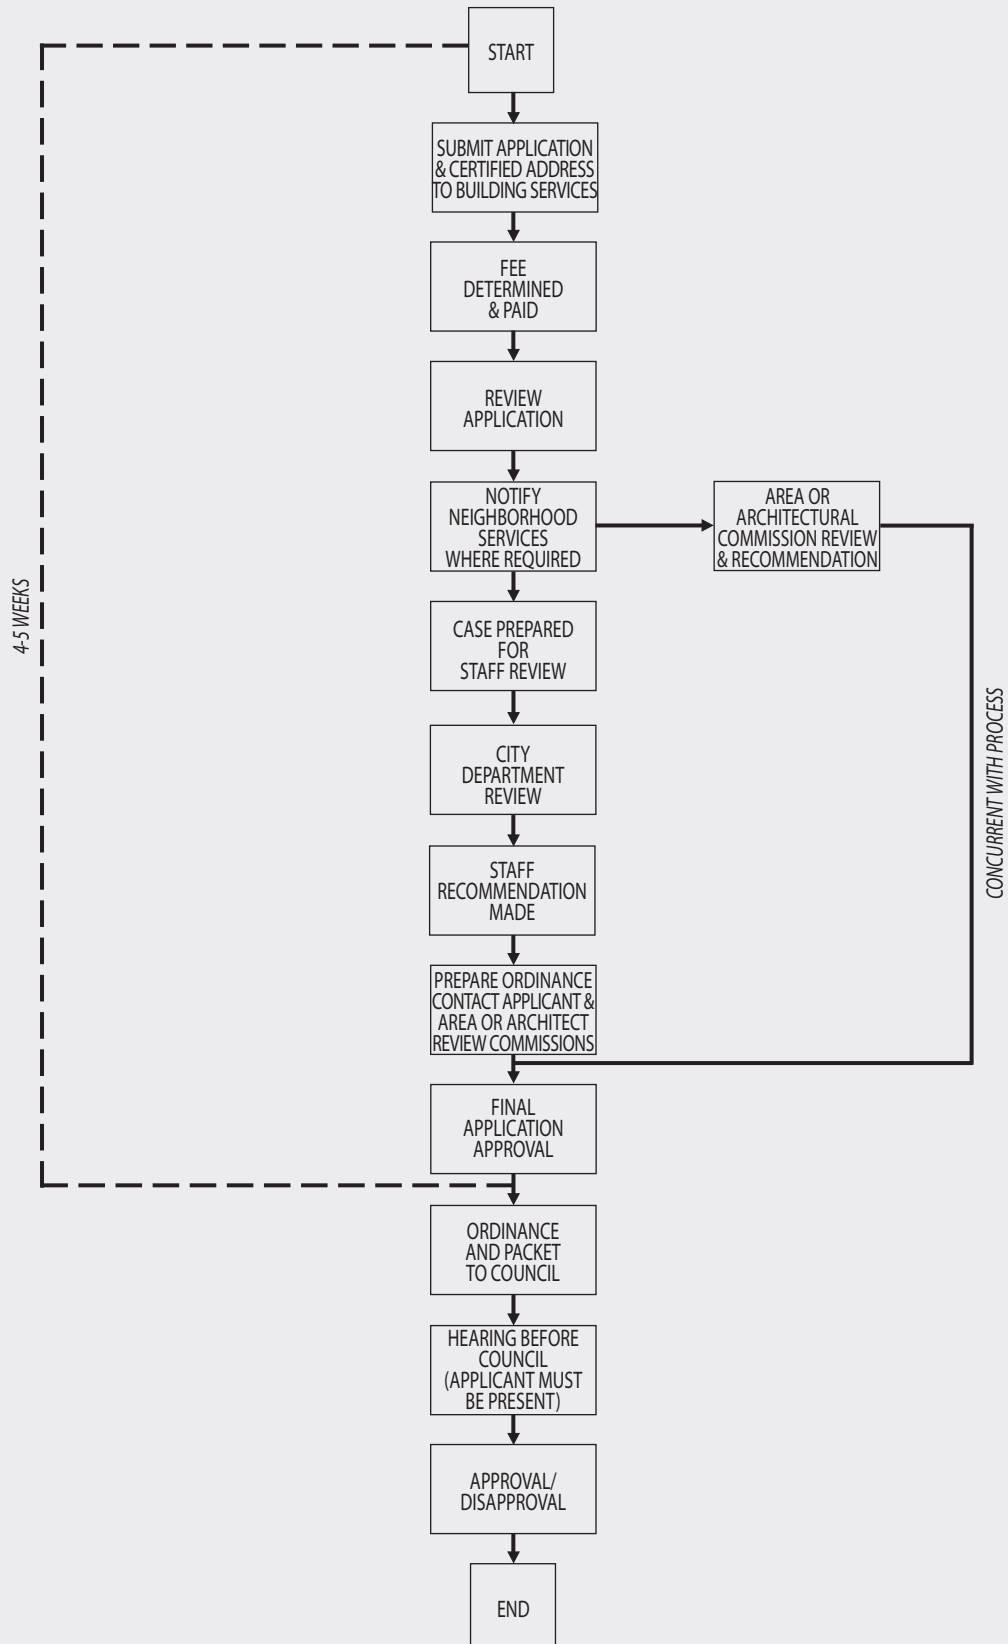 START
SUBMIT APPLICATION
& CERTIFIED ADDRESS
TO BUILDING SERVICES
FEE
DETERMINED
& PAID
REVIEW
APPLICATION
NOTIFY
NEIGHBORHOOD
SERVICES
WHERE REQUIRED
AREA OR
ARCHITECTURAL
COMMISSION REVIEW
& RECOMMENDATION
CASE PREPARED
FOR
STAFF REVIEW
4-5 WEEKS
CITY
DEPARTMENT
REVIEW
CONCURRENT WITH PROCESS
STAFF
RECOMMENDATION
MADE
PREPARE ORDINANCE
CONTACT APPLICANT &
AREA OR ARCHITECT
REVIEW COMMISSIONS
FINAL
APPLICATION
APPROVAL
ORDINANCE
AND PACKET
TO COUNCIL
HEARING BEFORE
COUNCIL
(APPLICANT MUST
BE PRESENT)
APPROVAL/
DISAPPROVAL
END